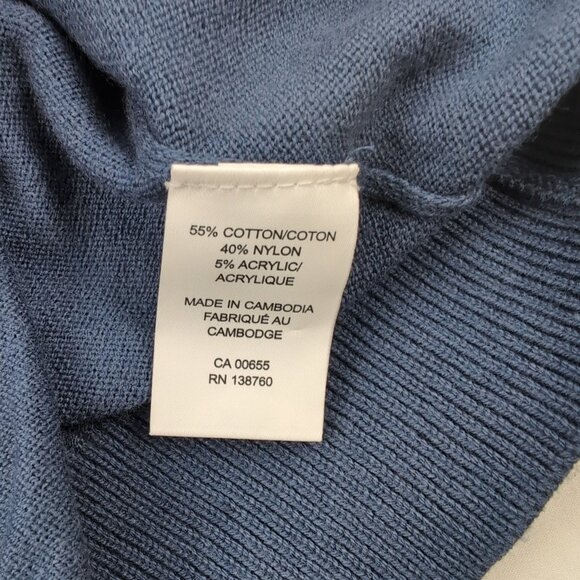 55% COTTON/COTON
40% NYLON
5% ACRYLIC/
ACRYLIQUE
MADE IN CAMBODIA
FABRIQUÉ AU
CAMBODGE
CA 00655
RN 138760